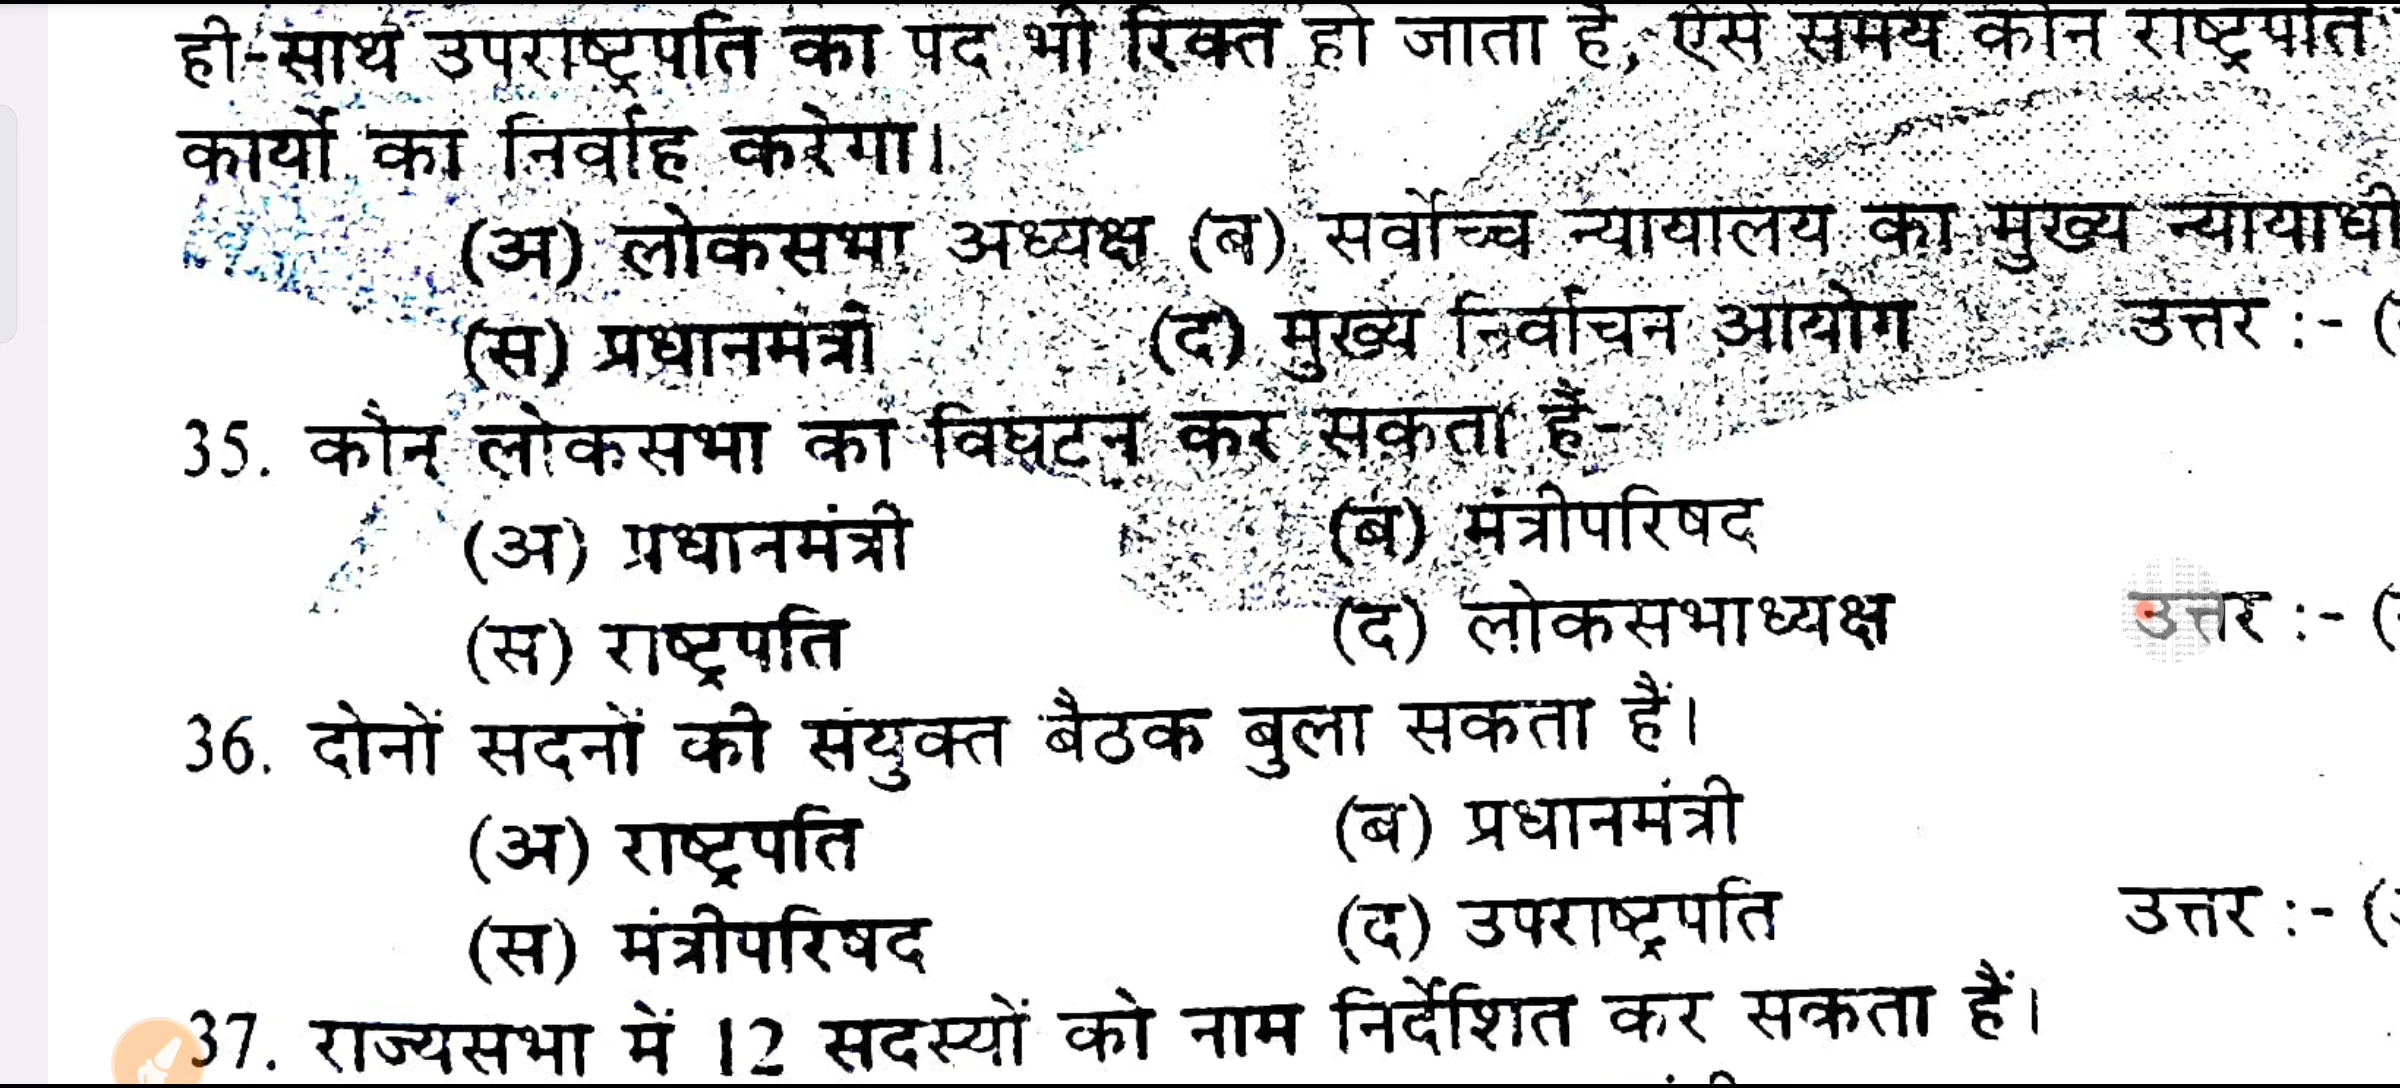 ही-साथ उपराष्ट्रपति का पद भी रिक्त हो जाता है, ऐसे समय कौन राष्ट्रपति
कार्यो का निर्वाह करेगा।
(अ) लोकसभा अध्यक्ष (ब) सर्वोच्च न्यायालय का मुख्य न्यायाधी
(स) प्रधानमंत्री (द) मुख्य निर्वाचन आयोग उत्तर :- (
35. कौन लोकसभा का विघटन कर सकता हैं-
(अ) प्रधानमंत्री (ब) मंत्रीपरिषद
(स) राष्ट्रपति (द) लोकसभाध्यक्ष उत्तर :- (
36. दोनों सदनों की संयुक्त बैठक बुला सकता हैं।
(अ) राष्ट्रपति (ब) प्रधानमंत्री
(स) मंत्रीपरिषद (द) उपराष्ट्रपति उत्तर :- (
37. राज्यसभा में 12 सदस्यों को नाम निर्देशित कर सकता हैं।